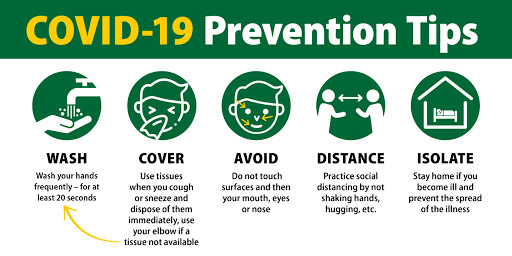 COVID-19 Prevention Tips
WASH
Wash your hands
frequently – for at
least 20 seconds
COVER
Use tissues
when you cough
or sneeze and
dispose of them
immediately, use
your elbow if a
tissue not available
AVOID
Do not touch
surfaces and then
your mouth, eyes
or nose
DISTANCE
Practice social
distancing by not
shaking hands,
hugging, etc.
ISOLATE
Stay home if you
become ill and
prevent the spread
of the illness